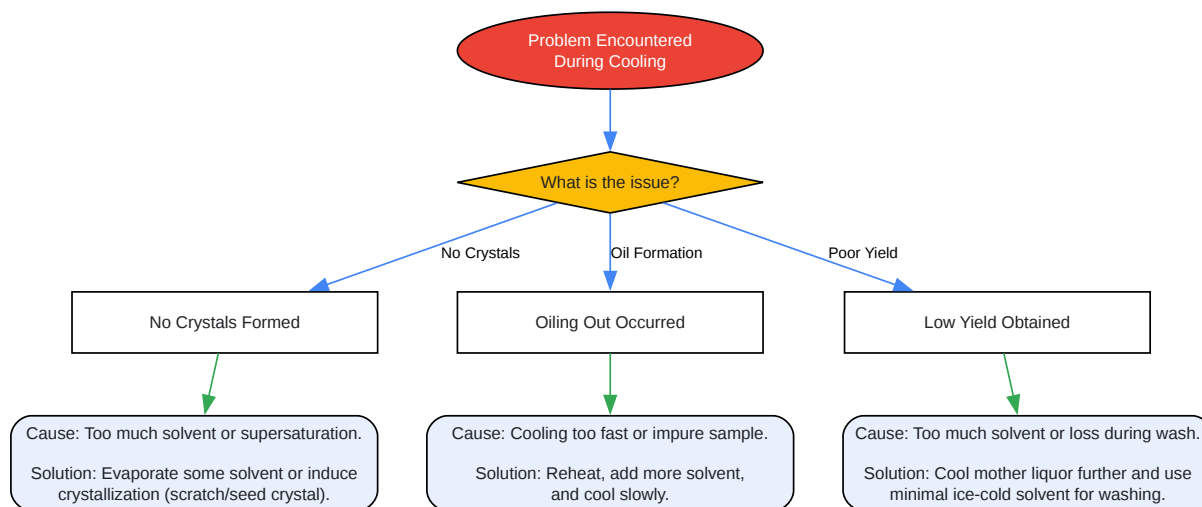 Problem Encountered
During Cooling
What is the issue?
No Crystals
Oil Formation
Poor Yield
No Crystals Formed
Oiling Out Occurred
Low Yield Obtained
Cause: Too much solvent or supersaturation.
Solution: Evaporate some solvent or induce
crystallization (scratch/seed crystal).
Cause: Cooling too fast or impure sample.
Solution: Reheat, add more solvent,
and cool slowly.
Cause: Too much solvent or loss during wash.
Solution: Cool mother liquor further and use
minimal ice-cold solvent for washing.